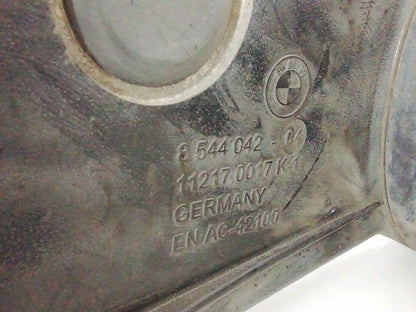 8 544 042 - 04
11217.0017 K-1
GERMANY
EN AC-42100